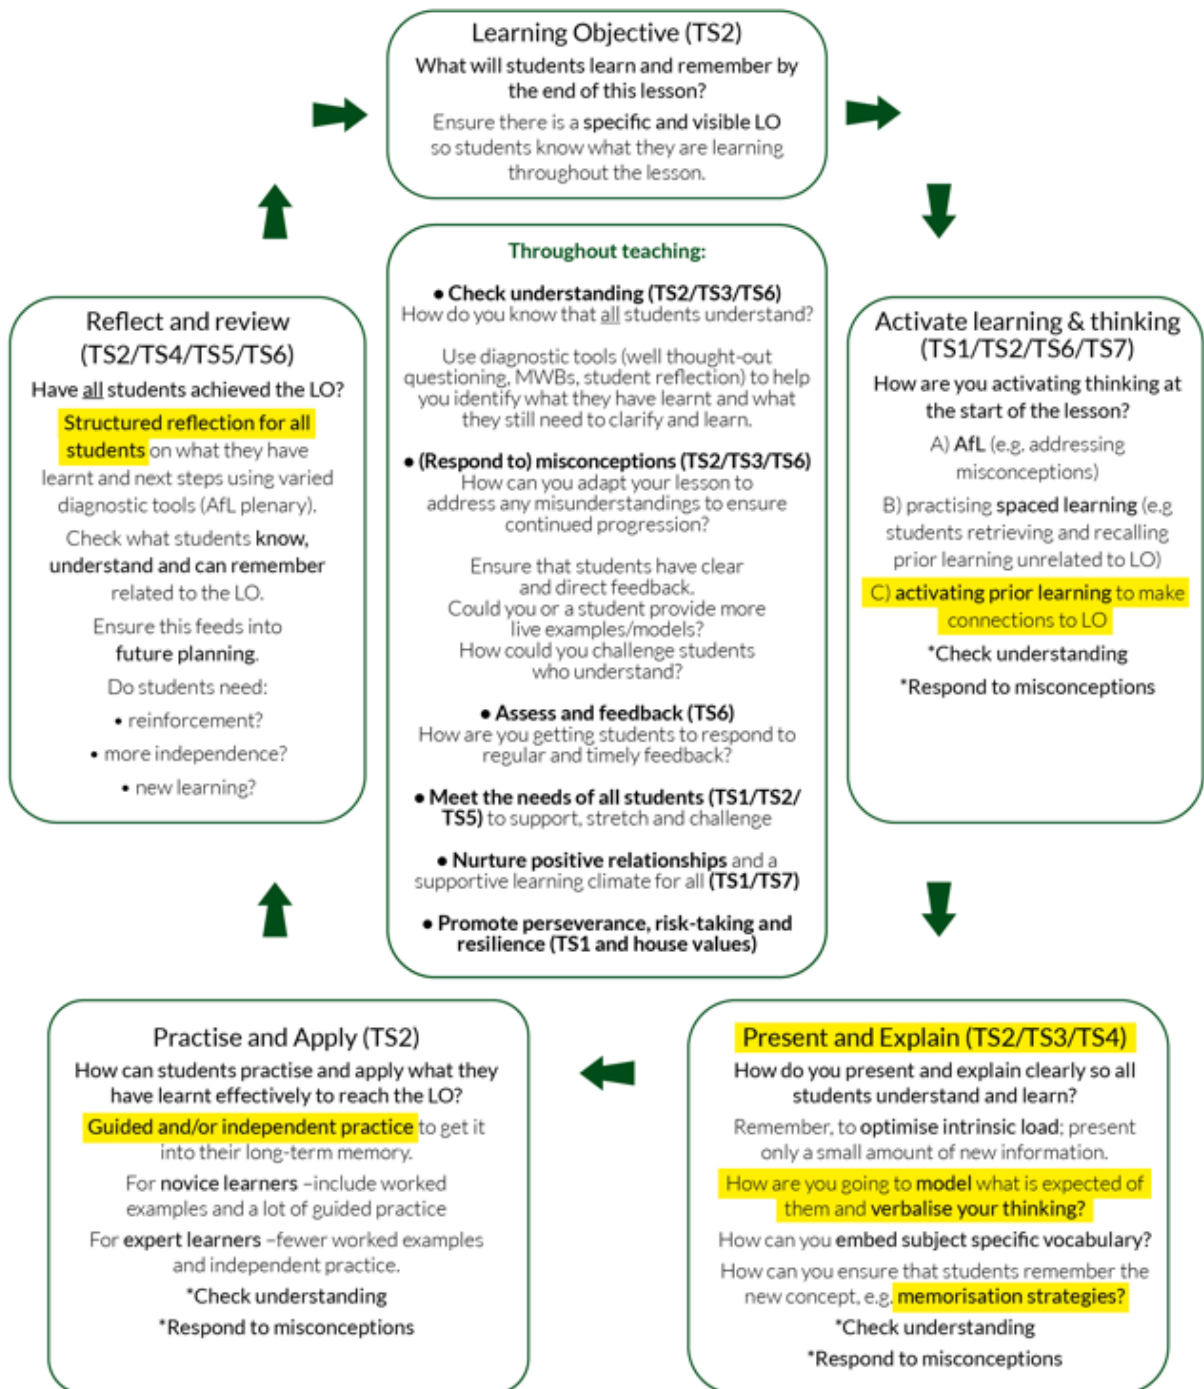 Learning Objective (TS2)
What will students learn and remember by
the end of this lesson?
Ensure there is a specific and visible LO
so students know what they are learning
throughout the lesson.
Activate learning & thinking
(TS1/TS2/TS6/TS7)
How are you activating thinking at
the start of the lesson?
A) AfL (e.g. addressing
misconceptions)
B) practising spaced learning (e.g
students retrieving and recalling
prior learning unrelated to LO)
C) activating prior learning to make
connections to LO
*Check understanding
*Respond to misconceptions
Present and Explain (TS2/TS3/TS4)
How do you present and explain clearly so all
students understand and learn?
Remember, to optimise intrinsic load; present
only a small amount of new information.
How are you going to model what is expected of
them and verbalise your thinking?
How can you embed subject specific vocabulary?
How can you ensure that students remember the
new concept, e.g. memorisation strategies?
*Check understanding
*Respond to misconceptions
Practise and Apply (TS2)
How can students practise and apply what they
have learnt effectively to reach the LO?
Guided and/or independent practice to get it
into their long-term memory.
For novice learners –include worked
examples and a lot of guided practice
For expert learners –fewer worked examples
and independent practice.
*Check understanding
*Respond to misconceptions
Reflect and review
(TS2/TS4/TS5/TS6)
Have all students achieved the LO?
Structured reflection for all
students on what they have
learnt and next steps using varied
diagnostic tools (AfL plenary).
Check what students know,
understand and can remember
related to the LO.
Ensure this feeds into
future planning.
Do students need:
• reinforcement?
• more independence?
• new learning?
Throughout teaching:
● Check understanding (TS2/TS3/TS6)
How do you know that all students understand?
Use diagnostic tools (well thought-out
questioning, MWBs, student reflection) to help
you identify what they have learnt and what
they still need to clarify and learn.
● (Respond to) misconceptions (TS2/TS3/TS6)
How can you adapt your lesson to
address any misunderstandings to ensure
continued progression?
Ensure that students have clear
and direct feedback.
Could you or a student provide more
live examples/models?
How could you challenge students
who understand?
● Assess and feedback (TS6)
How are you getting students to respond to
regular and timely feedback?
● Meet the needs of all students (TS1/TS2/
TS5) to support, stretch and challenge
● Nurture positive relationships and a
supportive learning climate for all (TS1/TS7)
● Promote perseverance, risk-taking and
resilience (TS1 and house values)